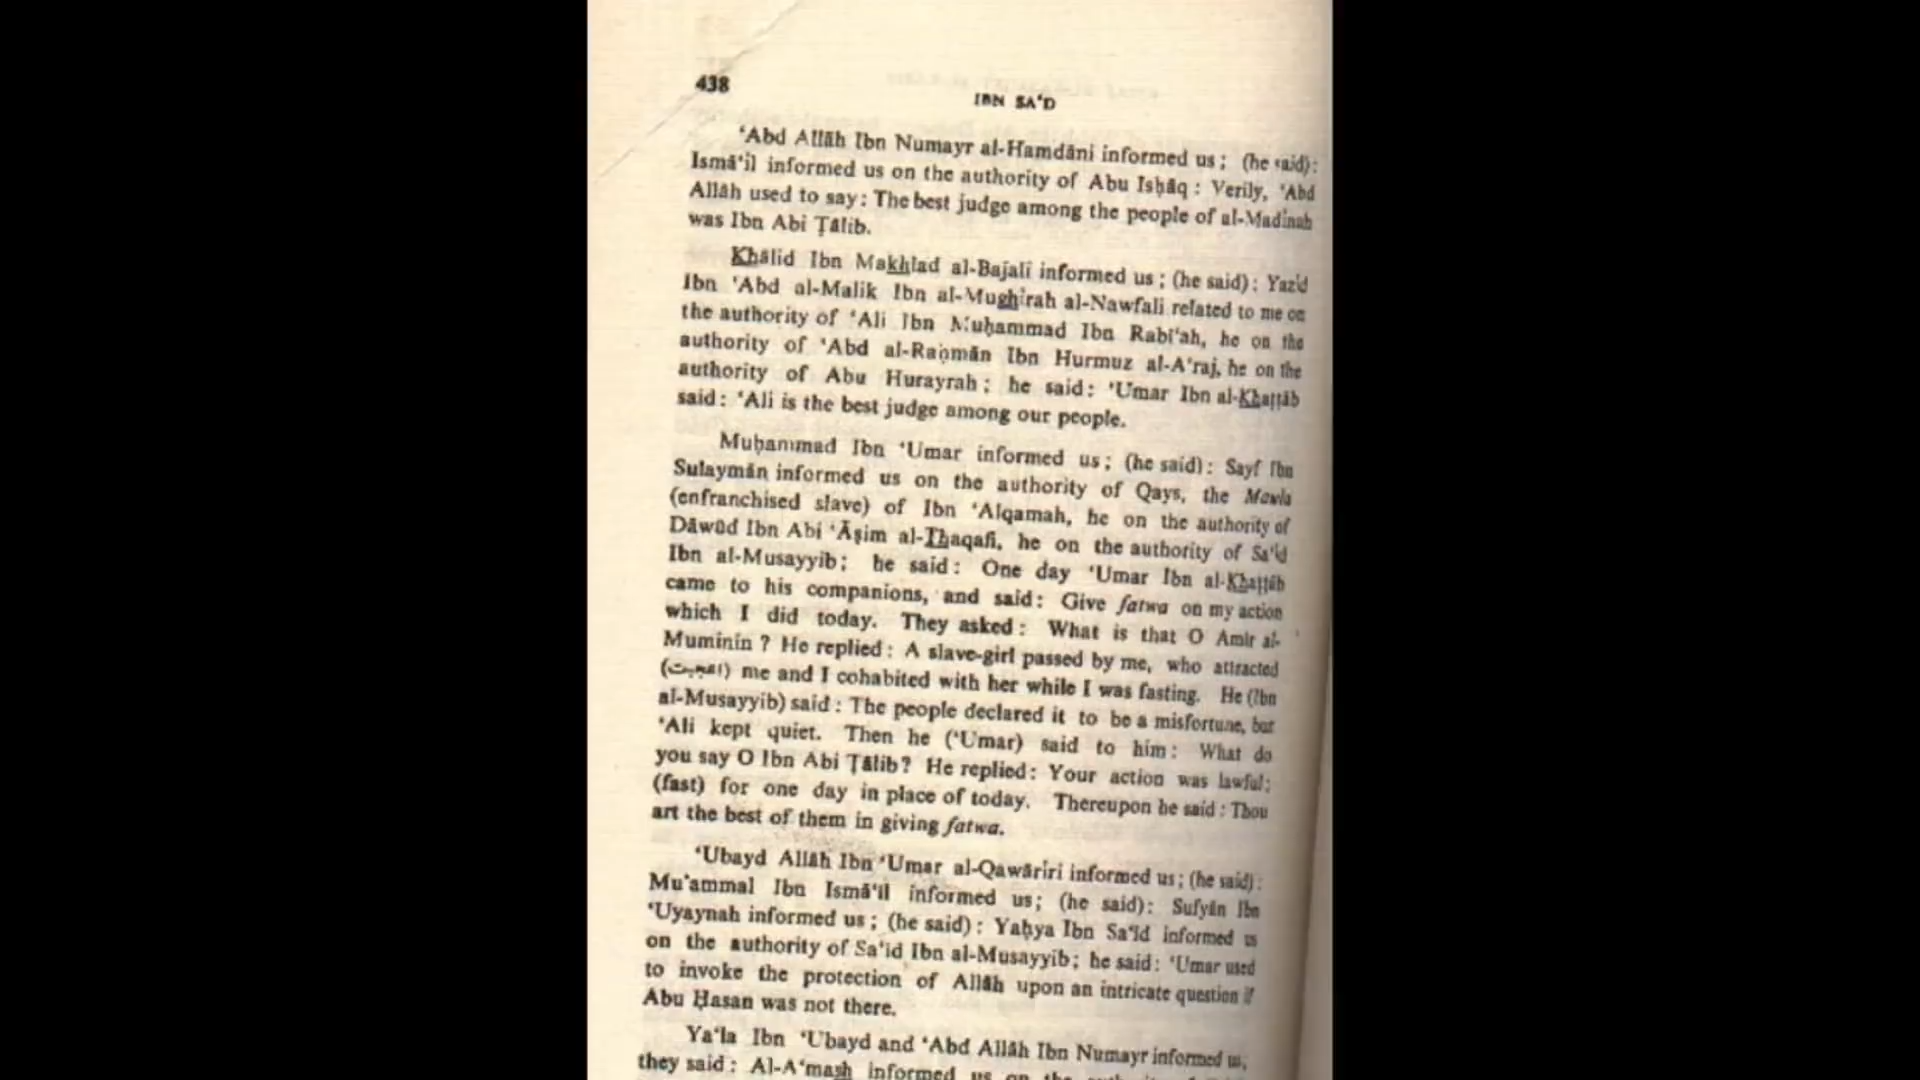 438
IBN SA‘D
‘Abd Allāh Ibn Numayr al-Hamdāni informed us; (he said):
Ismā‘il informed us on the authority of Abu Isḥāq : Verily, ‘Abd
Allāh used to say: The best judge among the people of al-Madinah
was Ibn Abi Ṭālib.
Khālid Ibn Makhlad al-Bajali informed us; (he said): Yazid
Ibn ‘Abd al-Malik Ibn al-Mughirah al-Nawfali related to me on
the authority of ‘Ali Ibn Muḥammad Ibn Rabi‘ah, he on the
authority of ‘Abd al-Raḥmān Ibn Hurmuz al-A‘raj, he on the
authority of Abu Hurayrah; he said: ‘Umar Ibn al-Khaṭṭāb
said: ‘Ali is the best judge among our people.
Muḥammad Ibn ‘Umar informed us; (he said): Sayf Ibn
Sulaymān informed us on the authority of Qays, the Mawla
(enfranchised slave) of Ibn ‘Alqamah, he on the authority of
Dāwūd Ibn Abi ‘Āṣim al-Thaqafi, he on the authority of Sa‘id
Ibn al-Musayyib; he said: One day ‘Umar Ibn al-Khaṭṭāb
came to his companions, and said: Give fatwa on my action
which I did today. They asked: What is that O Amir al-
Muminin ? He replied: A slave-girl passed by me, who attracted
me and I cohabited with her while I was fasting. He (Ibn
al-Musayyib) said : The people declared it to be a misfortune, but
‘Ali kept quiet. Then he (‘Umar) said to him: What do
you say O Ibn Abi Ṭālib? He replied: Your action was lawful;
(fast) for one day in place of today. Thereupon he said : Thou
art the best of them in giving fatwa.
‘Ubayd Allāh Ibn ‘Umar al-Qawāriri informed us; (he said):
Mu’ammal Ibn Ismā‘il informed us; (he said): Sufyān Ibn
‘Uyaynah informed us; (he said): Yaḥya Ibn Sa‘id informed us
on the authority of Sa‘id Ibn al-Musayyib; he said: ‘Umar used
to invoke the protection of Allāh upon an intricate question if
Abu Ḥasan was not there.
Ya‘la Ibn ‘Ubayd and ‘Abd Allāh Ibn Numayr informed us,
they said: Al-A‘mash informed us on the